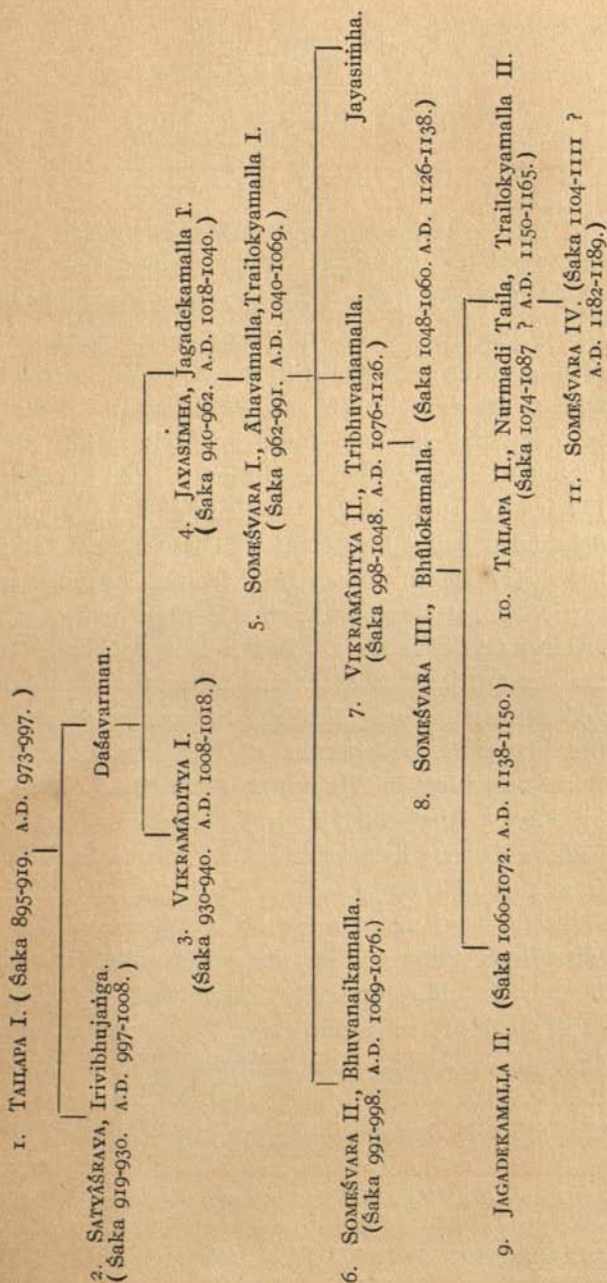 1. TAILAPA I. ( Śaka 895-919. A.D. 973-997. )
2. SATYÂŚRAYA, Irivibhujaṅga.
( Śaka 919-930. A.D. 997-1008. )
Daśavarman.
3. VIKRAMÂDITYA I.
(Śaka 930-940. A.D. 1008-1018.)
4. JAYASIMHA, Jagadekamalla I.
( Śaka 940-962. A.D. 1018-1040. )
5. SOMEŚVARA I., Âhavamalla, Trailokyamalla I.
( Śaka 962-991. A.D. 1040-1069. )
6. SOMEŚVARA II., Bhuvanaikamalla.
(Śaka 991-998. A.D. 1069-1076.)
7. VIKRAMÂDITYA II., Tribhuvanamalla.
(Śaka 998-1048. A.D. 1076-1126.)
Jayasiṁha.
8. SOMEŚVARA III., Bhûlokamalla. (Śaka 1048-1060. A.D. 1126-1138.)
9. JAGADEKAMALLA II. (Śaka 1060-1072. A.D. 1138-1150.)
10. TAILAPA II., Nurmadi Taila, Trailokyamalla II.
(Śaka 1074-1087 ? A.D. 1150-1165.)
11. SOMEŚVARA IV. (Śaka 1104-1111 ?
A.D. 1182-1189.)